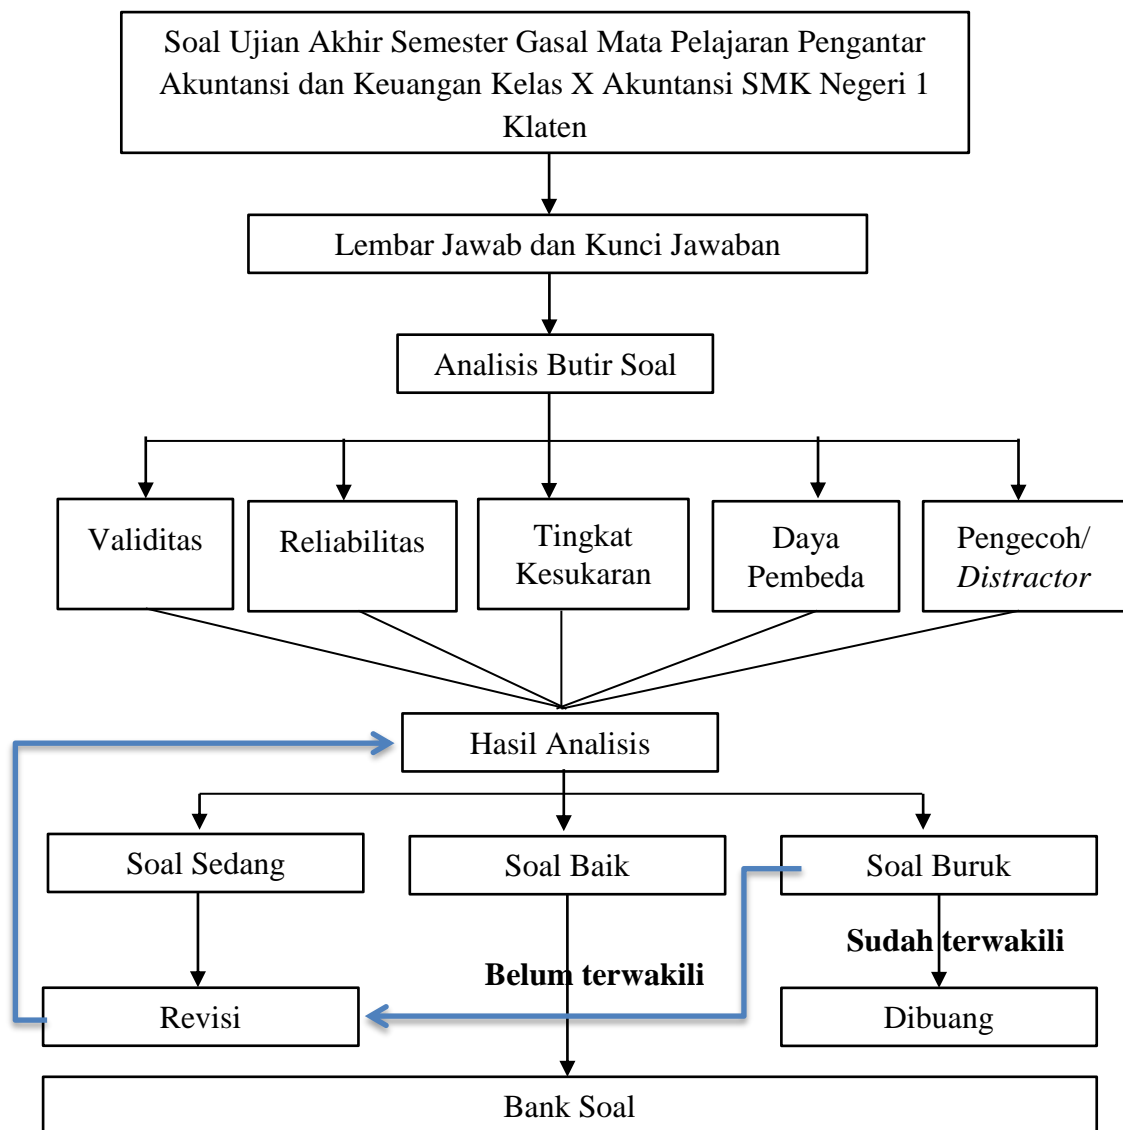 Soal Ujian Akhir Semester Gasal Mata Pelajaran Pengantar
Akuntansi dan Keuangan Kelas X Akuntansi SMK Negeri 1
Klaten
Lembar Jawab dan Kunci Jawaban
Analisis Butir Soal
Validitas
Reliabilitas
Tingkat
Kesukaran
Daya
Pembeda
Pengecoh/
Distractor
Hasil Analisis
Soal Sedang
Soal Baik
Soal Buruk
Sudah terwakili
Belum terwakili
Revisi
Dibuang
Bank Soal